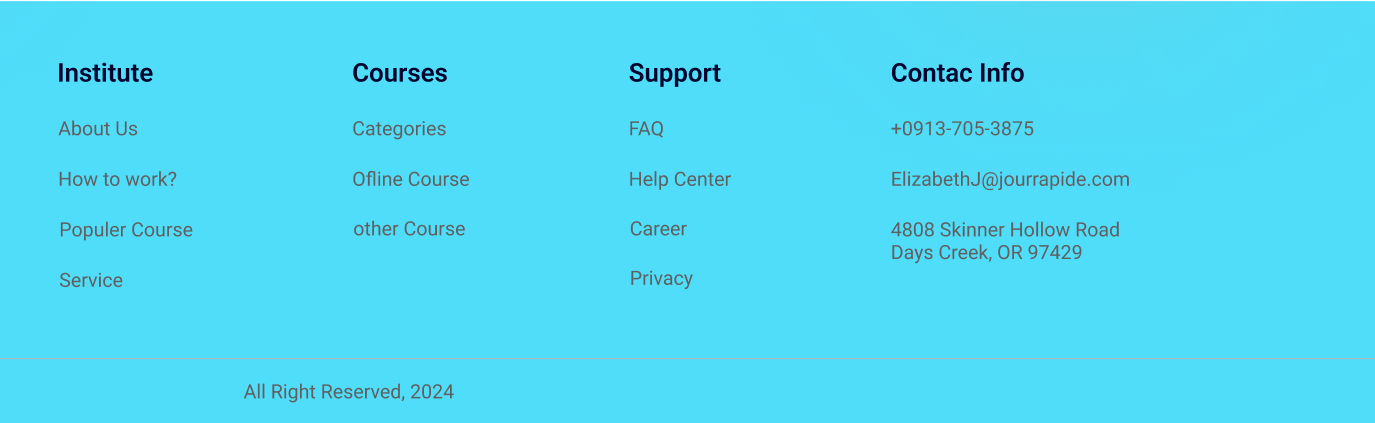 Institute
About Us
How to work?
Populer Course
Service
Courses
Categories
Ofline Course
other Course
Support
FAQ
Help Center
Career
Privacy
Contac Info
+0913-705-3875
ElizabethJ@jourrapide.com
4808 Skinner Hollow Road
Days Creek, OR 97429
All Right Reserved, 2024